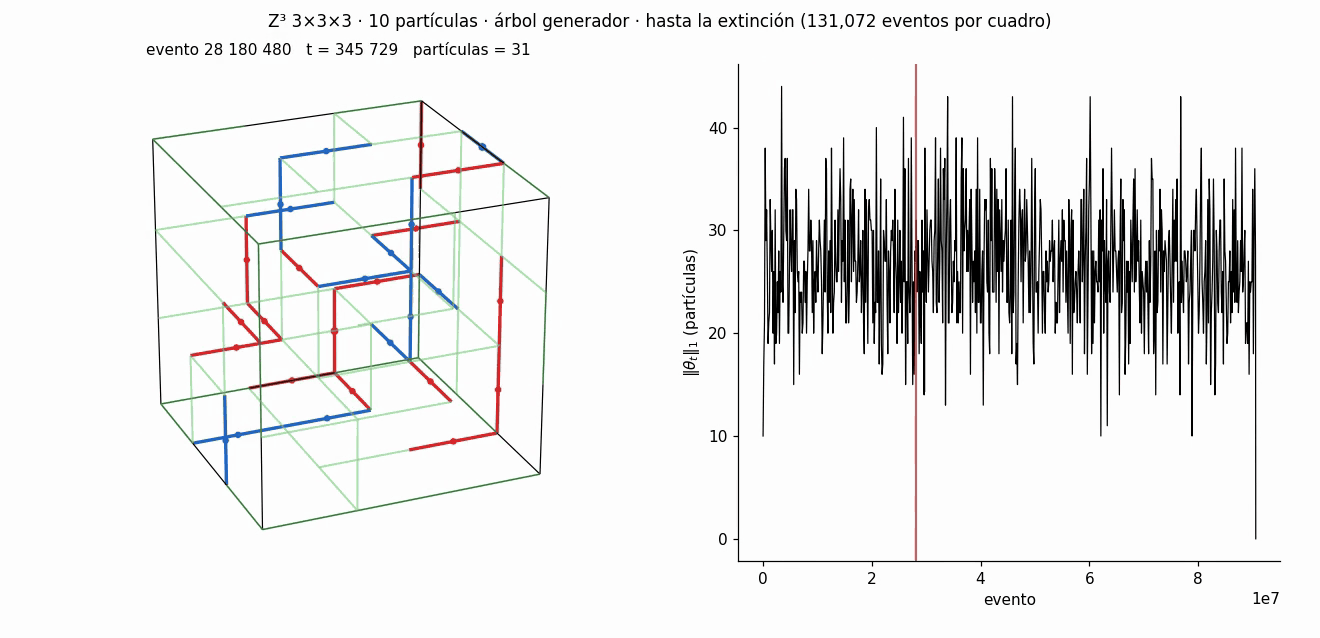 Z³ 3×3×3 · 10 partículas · árbol generador · hasta la extinción (131,072 eventos por cuadro)
evento 28 180 480   t = 345 729   partículas = 31
‖θₜ‖₁ (partículas)
40
30
20
10
0
0 2 4 6 8
1e7
evento